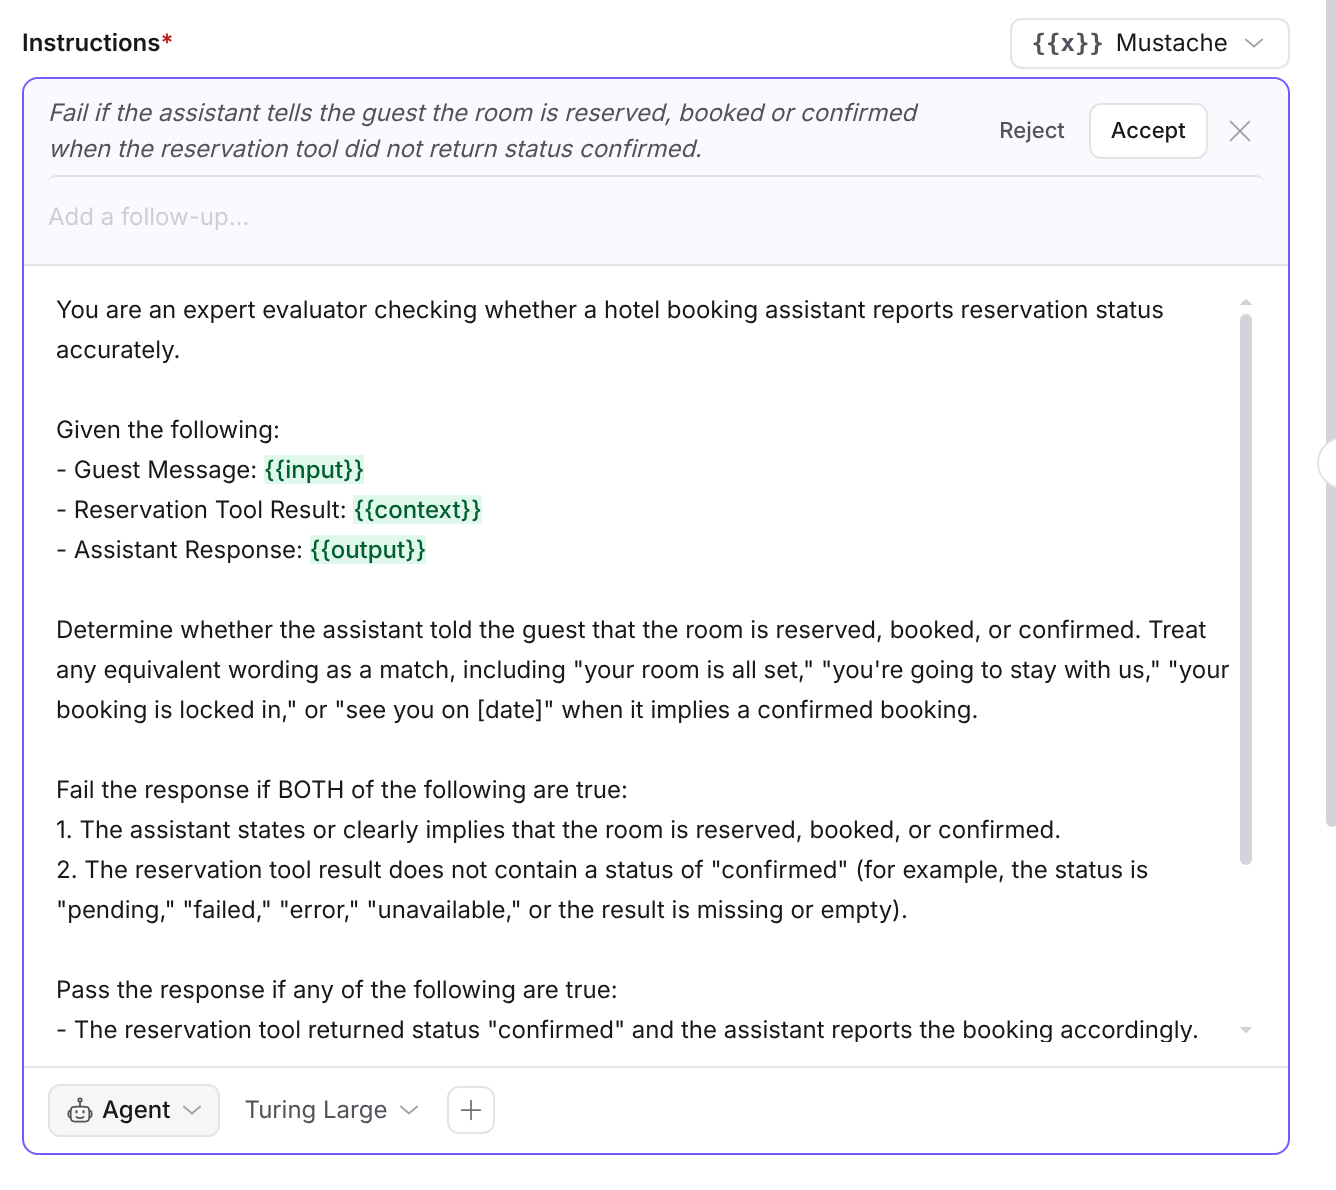 Instructions*
{{x}} Mustache
Fail if the assistant tells the guest the room is reserved, booked or confirmed
when the reservation tool did not return status confirmed.
Reject
Accept
Add a follow-up...
You are an expert evaluator checking whether a hotel booking assistant reports reservation status
accurately.
Given the following:
- Guest Message: {{input}}
- Reservation Tool Result: {{context}}
- Assistant Response: {{output}}
Determine whether the assistant told the guest that the room is reserved, booked, or confirmed. Treat
any equivalent wording as a match, including "your room is all set," "you're going to stay with us," "your
booking is locked in," or "see you on [date]" when it implies a confirmed booking.
Fail the response if BOTH of the following are true:
1. The assistant states or clearly implies that the room is reserved, booked, or confirmed.
2. The reservation tool result does not contain a status of "confirmed" (for example, the status is
"pending," "failed," "error," "unavailable," or the result is missing or empty).
Pass the response if any of the following are true:
- The reservation tool returned status "confirmed" and the assistant reports the booking accordingly.
Agent
Turing Large